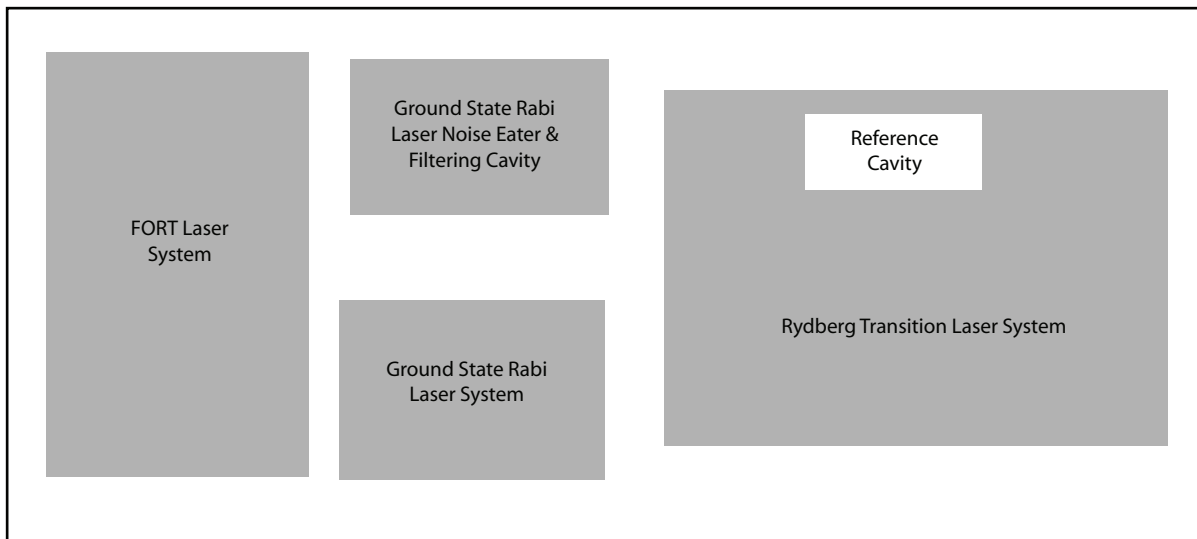 FORT Laser
System
Ground State Rabi
Laser Noise Eater &
Filtering Cavity
Ground State Rabi
Laser System
Reference
Cavity
Rydberg Transition Laser System